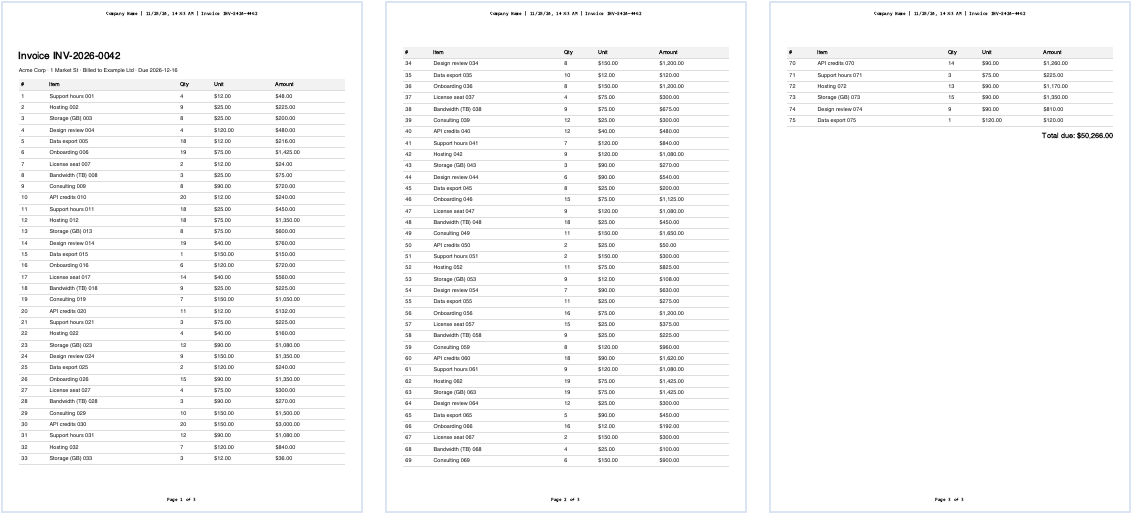 Company Name | 11/28/24, 14:03 AM | Invoice INV-2424-4462
Invoice INV-2026-0042
Acme Corp · 1 Market St · Billed to Example Ltd · Due 2026-12-16
# Item Qty Unit Amount
1 Support hours 001 4 $12.00 $48.00
2 Hosting 002 9 $25.00 $225.00
3 Storage (GB) 003 8 $25.00 $200.00
4 Design review 004 4 $120.00 $480.00
5 Data export 005 18 $12.00 $216.00
6 Onboarding 006 19 $75.00 $1,425.00
7 License seat 007 2 $12.00 $24.00
8 Bandwidth (TB) 008 3 $25.00 $75.00
9 Consulting 009 8 $90.00 $720.00
10 API credits 010 20 $12.00 $240.00
11 Support hours 011 18 $25.00 $450.00
12 Hosting 012 18 $75.00 $1,350.00
13 Storage (GB) 013 8 $75.00 $600.00
14 Design review 014 19 $40.00 $760.00
15 Data export 015 1 $150.00 $150.00
16 Onboarding 016 6 $120.00 $720.00
17 License seat 017 14 $40.00 $560.00
18 Bandwidth (TB) 018 9 $25.00 $225.00
19 Consulting 019 7 $150.00 $1,050.00
20 API credits 020 11 $12.00 $132.00
21 Support hours 021 3 $75.00 $225.00
22 Hosting 022 4 $40.00 $160.00
23 Storage (GB) 023 12 $90.00 $1,080.00
24 Design review 024 9 $150.00 $1,350.00
25 Data export 025 2 $120.00 $240.00
26 Onboarding 026 15 $90.00 $1,350.00
27 License seat 027 4 $75.00 $300.00
28 Bandwidth (TB) 028 3 $90.00 $270.00
29 Consulting 029 10 $150.00 $1,500.00
30 API credits 030 20 $150.00 $3,000.00
31 Support hours 031 12 $90.00 $1,080.00
32 Hosting 032 7 $120.00 $840.00
33 Storage (GB) 033 3 $12.00 $36.00
Page 1 of 3
Company Name | 11/28/24, 14:03 AM | Invoice INV-2424-4462
# Item Qty Unit Amount
34 Design review 034 8 $150.00 $1,200.00
35 Data export 035 10 $12.00 $120.00
36 Onboarding 036 8 $150.00 $1,200.00
37 License seat 037 4 $75.00 $300.00
38 Bandwidth (TB) 038 9 $75.00 $675.00
39 Consulting 039 12 $25.00 $300.00
40 API credits 040 12 $40.00 $480.00
41 Support hours 041 7 $120.00 $840.00
42 Hosting 042 9 $120.00 $1,080.00
43 Storage (GB) 043 3 $90.00 $270.00
44 Design review 044 6 $90.00 $540.00
45 Data export 045 8 $25.00 $200.00
46 Onboarding 046 15 $75.00 $1,125.00
47 License seat 047 9 $120.00 $1,080.00
48 Bandwidth (TB) 048 18 $25.00 $450.00
49 Consulting 049 11 $150.00 $1,650.00
50 API credits 050 2 $25.00 $50.00
51 Support hours 051 2 $150.00 $300.00
52 Hosting 052 11 $75.00 $825.00
53 Storage (GB) 053 9 $12.00 $108.00
54 Design review 054 7 $90.00 $630.00
55 Data export 055 11 $25.00 $275.00
56 Onboarding 056 16 $75.00 $1,200.00
57 License seat 057 15 $25.00 $375.00
58 Bandwidth (TB) 058 9 $25.00 $225.00
59 Consulting 059 8 $120.00 $960.00
60 API credits 060 18 $90.00 $1,620.00
61 Support hours 061 9 $120.00 $1,080.00
62 Hosting 062 19 $75.00 $1,425.00
63 Storage (GB) 063 19 $75.00 $1,425.00
64 Design review 064 12 $25.00 $300.00
65 Data export 065 5 $90.00 $450.00
66 Onboarding 066 16 $12.00 $192.00
67 License seat 067 2 $150.00 $300.00
68 Bandwidth (TB) 068 4 $25.00 $100.00
69 Consulting 069 6 $150.00 $900.00
Page 2 of 3
Company Name | 11/28/24, 14:03 AM | Invoice INV-2424-4462
# Item Qty Unit Amount
70 API credits 070 14 $90.00 $1,260.00
71 Support hours 071 3 $75.00 $225.00
72 Hosting 072 13 $90.00 $1,170.00
73 Storage (GB) 073 15 $90.00 $1,350.00
74 Design review 074 9 $90.00 $810.00
75 Data export 075 1 $120.00 $120.00
Total due: $50,266.00
Page 3 of 3